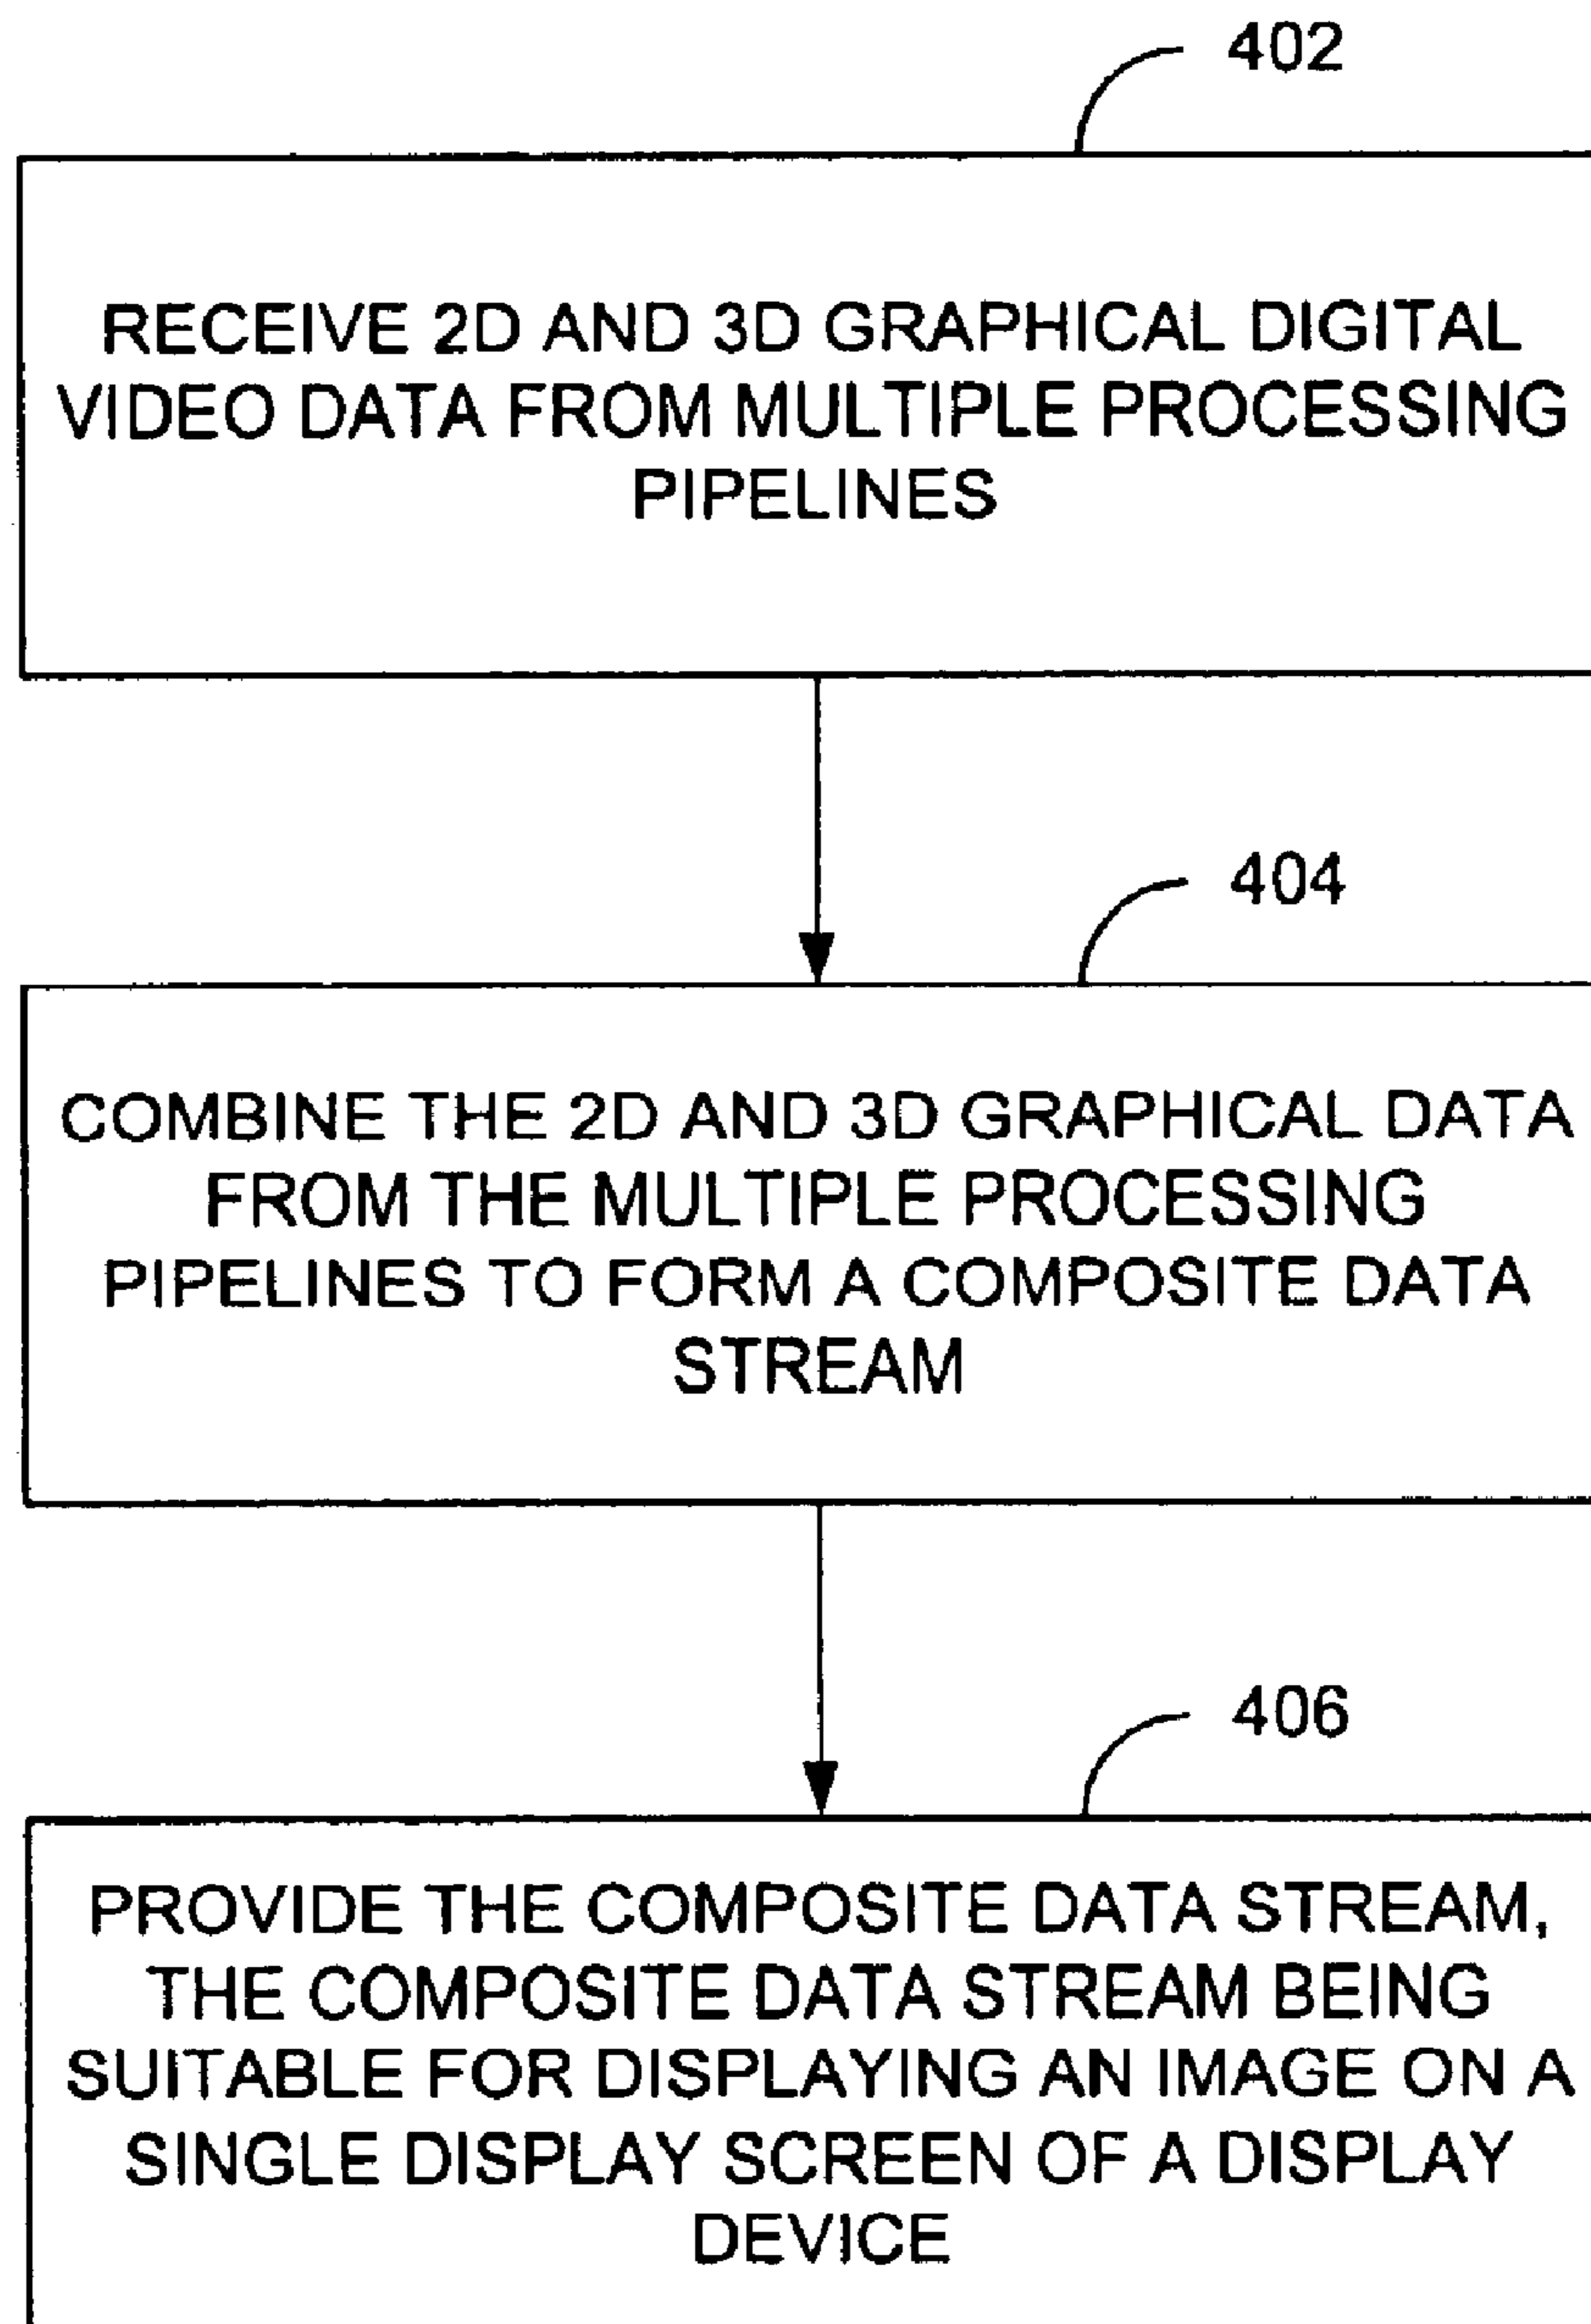 402
RECEIVE 2D AND 3D GRAPHICAL DIGITAL
VIDEO DATA FROM MULTIPLE PROCESSING
PIPELINES
404
COMBINE THE 2D AND 3D GRAPHICAL DATA
FROM THE MULTIPLE PROCESSING
PIPELINES TO FORM A COMPOSITE DATA
STREAM
406
PROVIDE THE COMPOSITE DATA STREAM,
THE COMPOSITE DATA STREAM BEING
SUITABLE FOR DISPLAYING AN IMAGE ON A
SINGLE DISPLAY SCREEN OF A DISPLAY
DEVICE